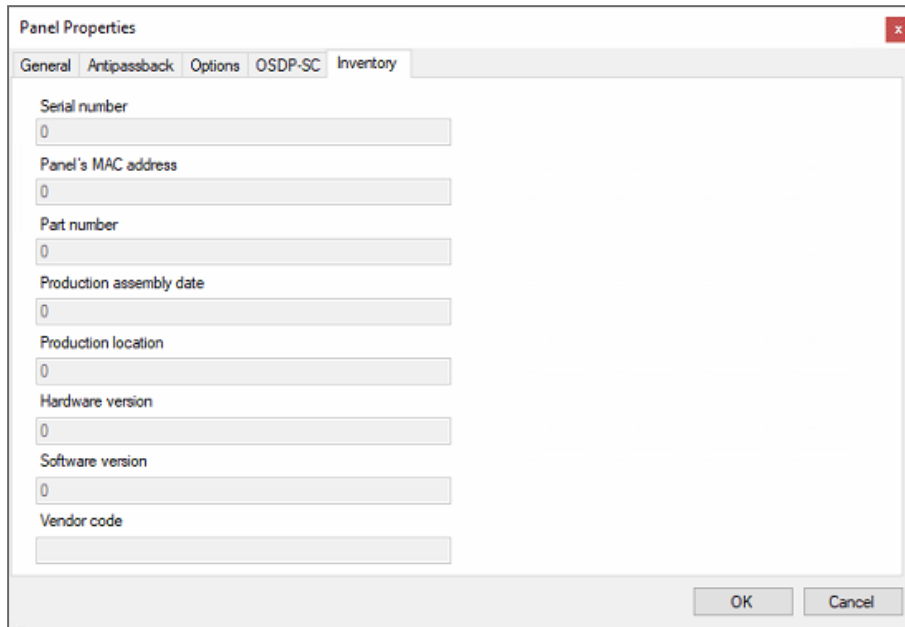 Panel Properties
x
General Antipassback Options OSDP-SC Inventory
Serial number
0
Panel's MAC address
0
Part number
0
Production assembly date
0
Production location
0
Hardware version
0
Software version
0
Vendor code
OK Cancel